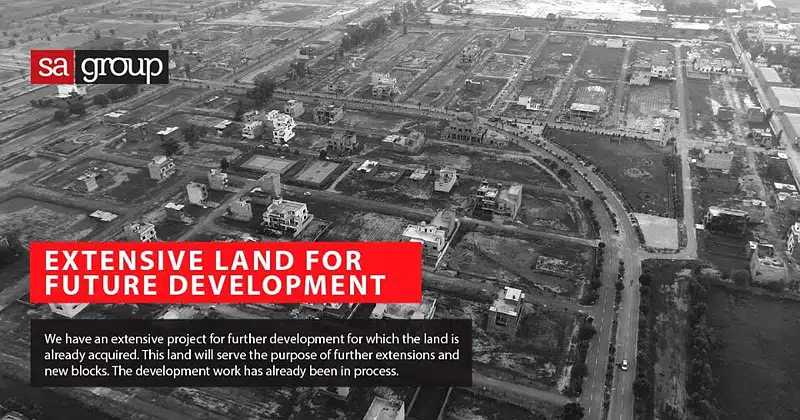 sa group
EXTENSIVE LAND FOR
FUTURE DEVELOPMENT
We have an extensive project for further development for which the land is
already acquired. This land will serve the purpose of further extensions and
new blocks. The development work has already been in process.